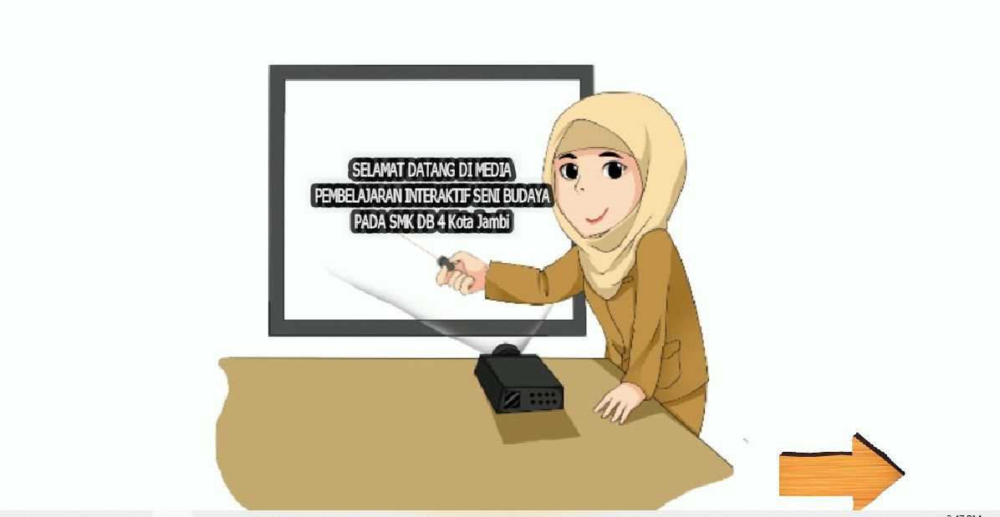 SELAMAT DATANG DI MEDIA
PEMBELAJARAN INTERAKTIF SENI BUDAYA
PADA SMK DB 4 Kota Jambi